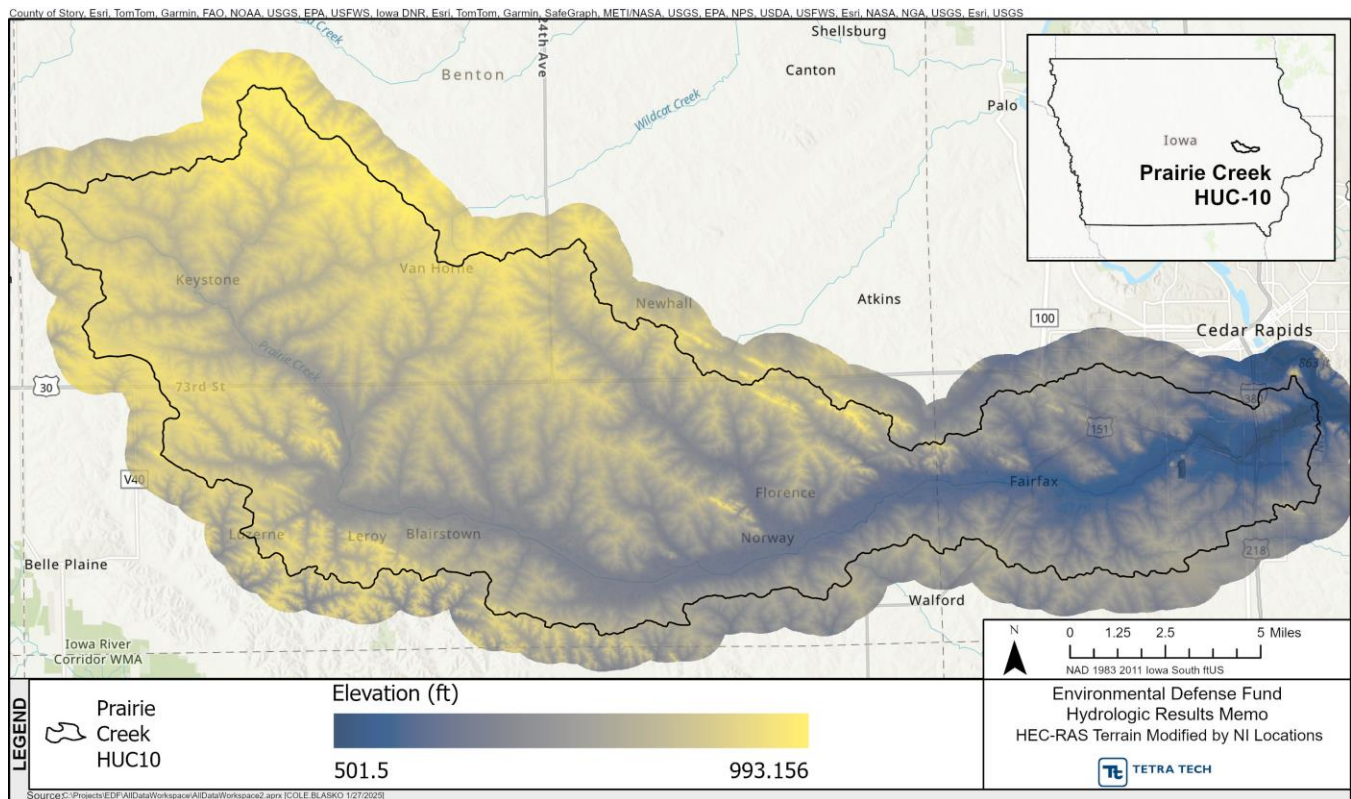 County of Story, Esri, TomTom, Garmin, FAO, NOAA, USGS, EPA, USFWS, Iowa DNR, Esri, TomTom, Garmin, SafeGraph, METI/NASA, USGS, EPA, NPS, USDA, USFWS, Esri, NASA, NGA, USGS, Esri, USGS
24th Ave
Shellsburg
Benton
Canton
Wildcat Creek
Palo
Iowa
Prairie Creek
HUC-10
Keystone
Van Horne
Newhall
Atkins
100
Cedar Rapids
Prairie Creek
863 ft
30
73rd St
380
151
V40
Florence
Fairfax
Luzerne
Leroy
Blairstown
Norway
218
Belle Plaine
Walford
Iowa River
Corridor WMA
N
0 1.25 2.5 5 Miles
NAD 1983 2011 Iowa South ftUS
LEGEND
Prairie
Creek
HUC10
Elevation (ft)
501.5 993.156
Environmental Defense Fund
Hydrologic Results Memo
HEC-RAS Terrain Modified by NI Locations
Tt TETRA TECH
Source: C:\Projects\EDF\AllDataWorkspace\AllDataWorkspace2.aprx [COLE.BLASKO 1/27/2025]